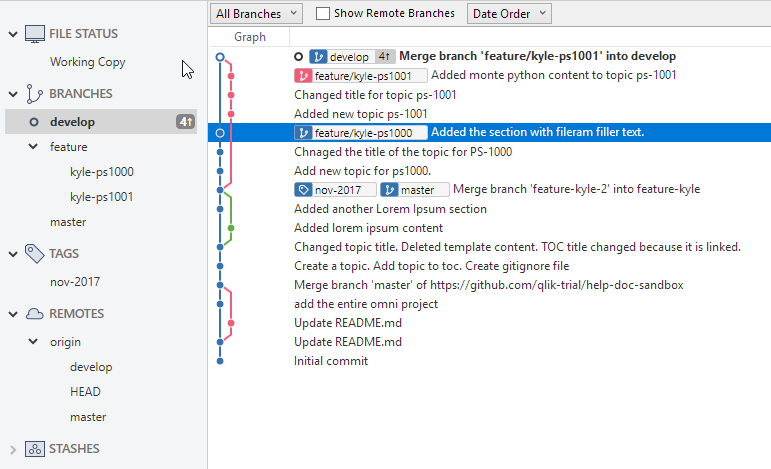 All Branches Show Remote Branches Date Order
FILE STATUS
Working Copy
BRANCHES
develop 4↑
feature
kyle-ps1000
kyle-ps1001
master
TAGS
nov-2017
REMOTES
origin
develop
HEAD
master
STASHES
Graph
develop 4↑ Merge branch 'feature/kyle-ps1001' into develop
feature/kyle-ps1001 Added monte python content to topic ps-1001
Changed title for topic ps-1001
Added new topic ps-1001
feature/kyle-ps1000 Added the section with fileram filler text.
Chnaged the title of the topic for PS-1000
Add new topic for ps1000.
nov-2017 master Merge branch 'feature-kyle-2' into feature-kyle
Added another Lorem Ipsum section
Added lorem ipsum content
Changed topic title. Deleted template content. TOC title changed because it is linked.
Create a topic. Add topic to toc. Create gitignore file
Merge branch 'master' of https://github.com/qlik-trial/help-doc-sandbox
add the entire omni project
Update README.md
Update README.md
Initial commit